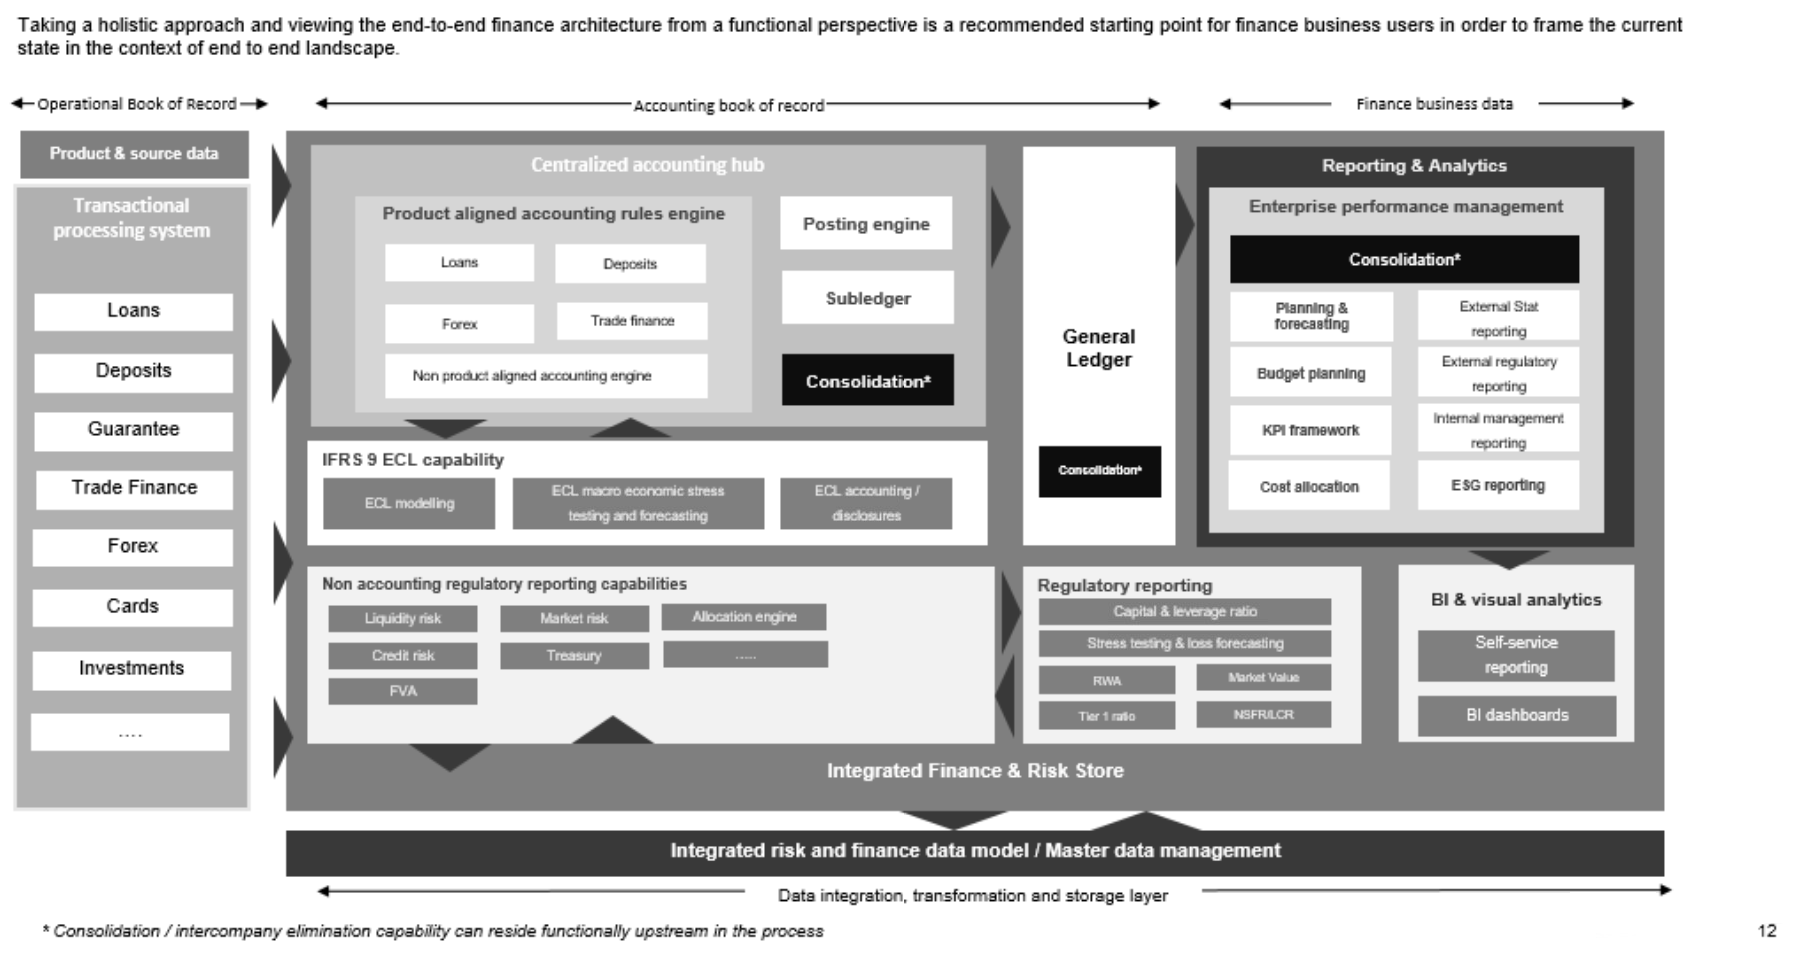 Taking a holistic approach and viewing the end-to-end finance architecture from a functional perspective is a recommended starting point for finance business users in order to frame the current
state in the context of end to end landscape.
Operational Book of Record
Accounting book of record
Finance business data
Product & source data
Transactional
processing system
Loans
Deposits
Guarantee
Trade Finance
Forex
Cards
Investments
....
Centralized accounting hub
Product aligned accounting rules engine
Loans
Deposits
Forex
Trade finance
Non product aligned accounting engine
Posting engine
Subledger
Consolidation*
IFRS 9 ECL capability
ECL modelling
ECL macro economic stress
testing and forecasting
ECL accounting /
disclosures
General
Ledger
Consolidation*
Reporting & Analytics
Enterprise performance management
Consolidation*
Planning &
forecasting
External Stat
reporting
Budget planning
External regulatory
reporting
KPI framework
Internal management
reporting
Cost allocation
ESG reporting
Non accounting regulatory reporting capabilities
Liquidity risk
Market risk
Allocation engine
Credit risk
Treasury
.....
FVA
Regulatory reporting
Capital & leverage ratio
Stress testing & loss forecasting
RWA
Market Value
Tier 1 ratio
NSFR/LCR
BI & visual analytics
Self-service
reporting
BI dashboards
Integrated Finance & Risk Store
Integrated risk and finance data model / Master data management
Data integration, transformation and storage layer
* Consolidation / intercompany elimination capability can reside functionally upstream in the process
12